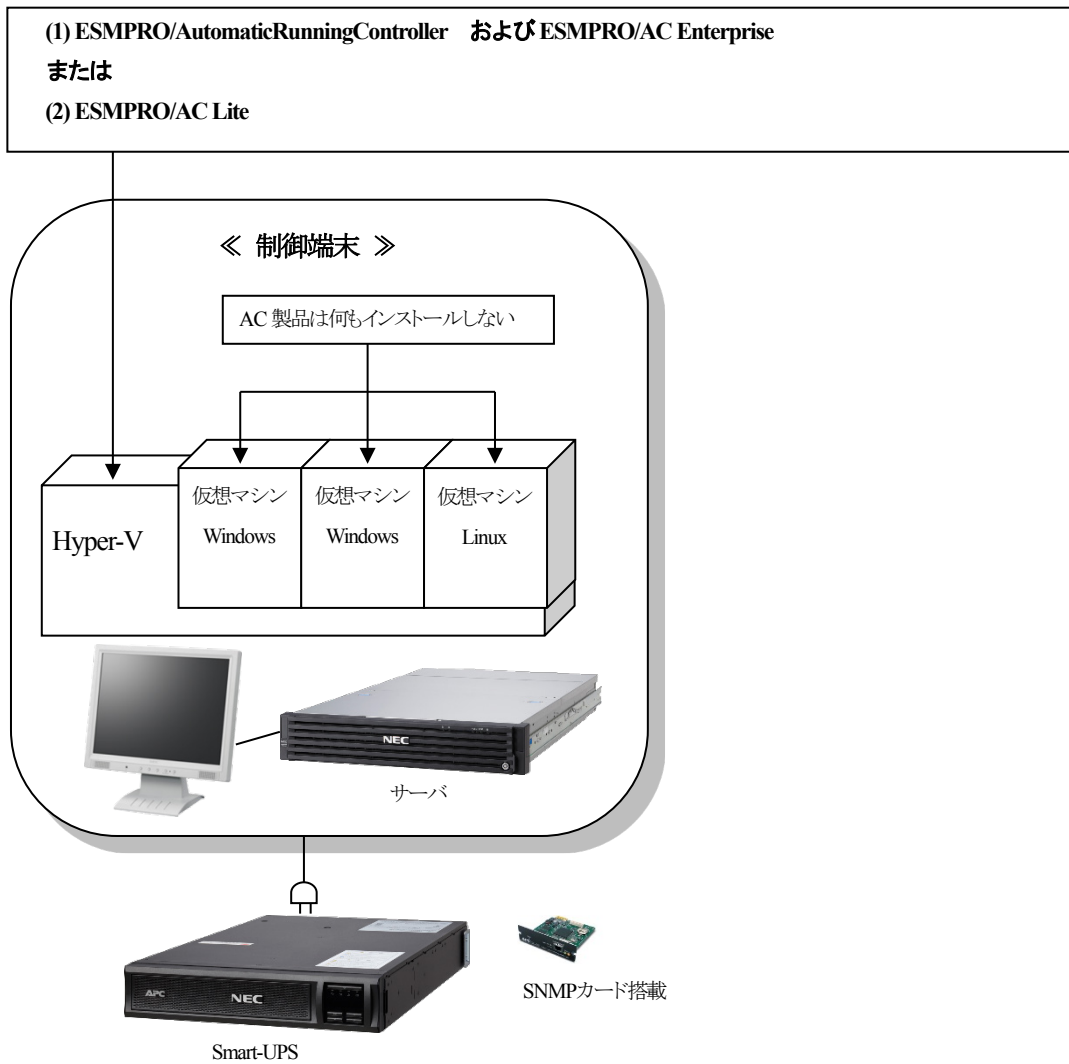 (1) ESMPRO/AutomaticRunningController および ESMPRO/AC Enterprise
または
(2) ESMPRO/AC Lite
≪ 制御端末 ≫
AC 製品は何もインストールしない
仮想マシン
Windows
仮想マシン
Windows
仮想マシン
Linux
Hyper-V
NEC
サーバ
APC
NEC
SNMPカード搭載
Smart-UPS